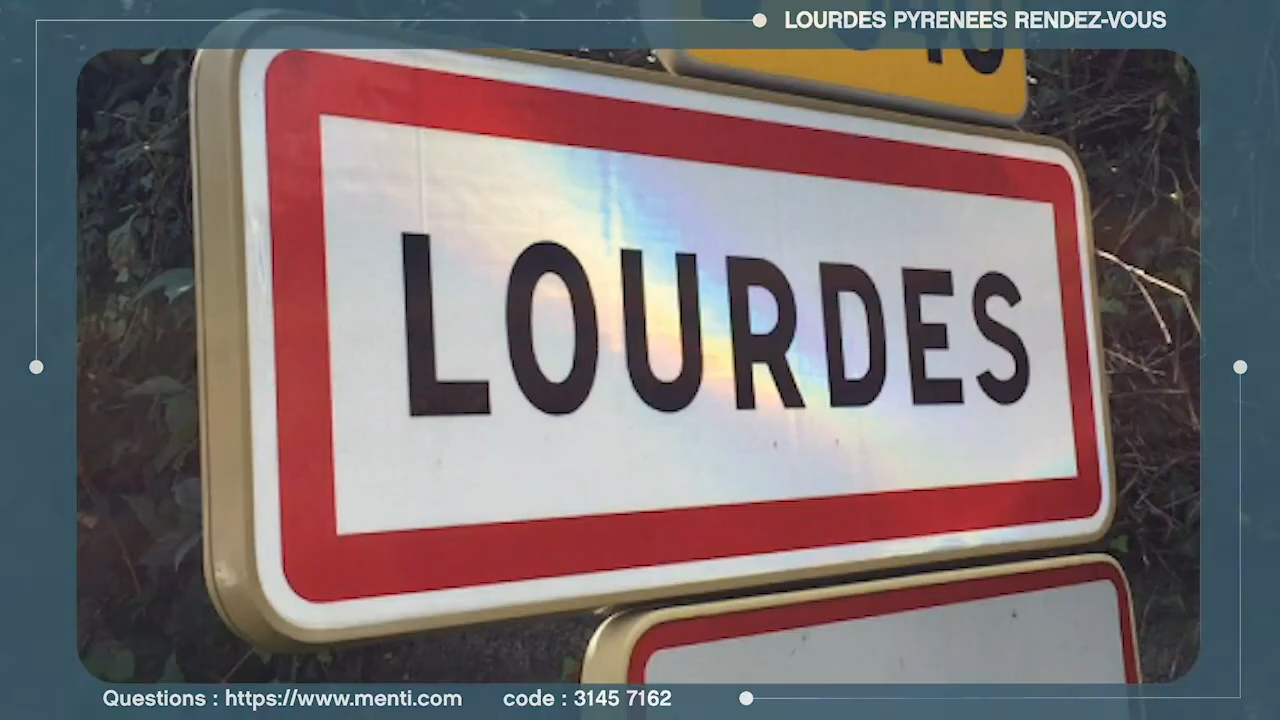 LOURDES PYRENEES RENDEZ-VOUS
LOURDES
Questions : https://www.menti.com code : 3145 7162